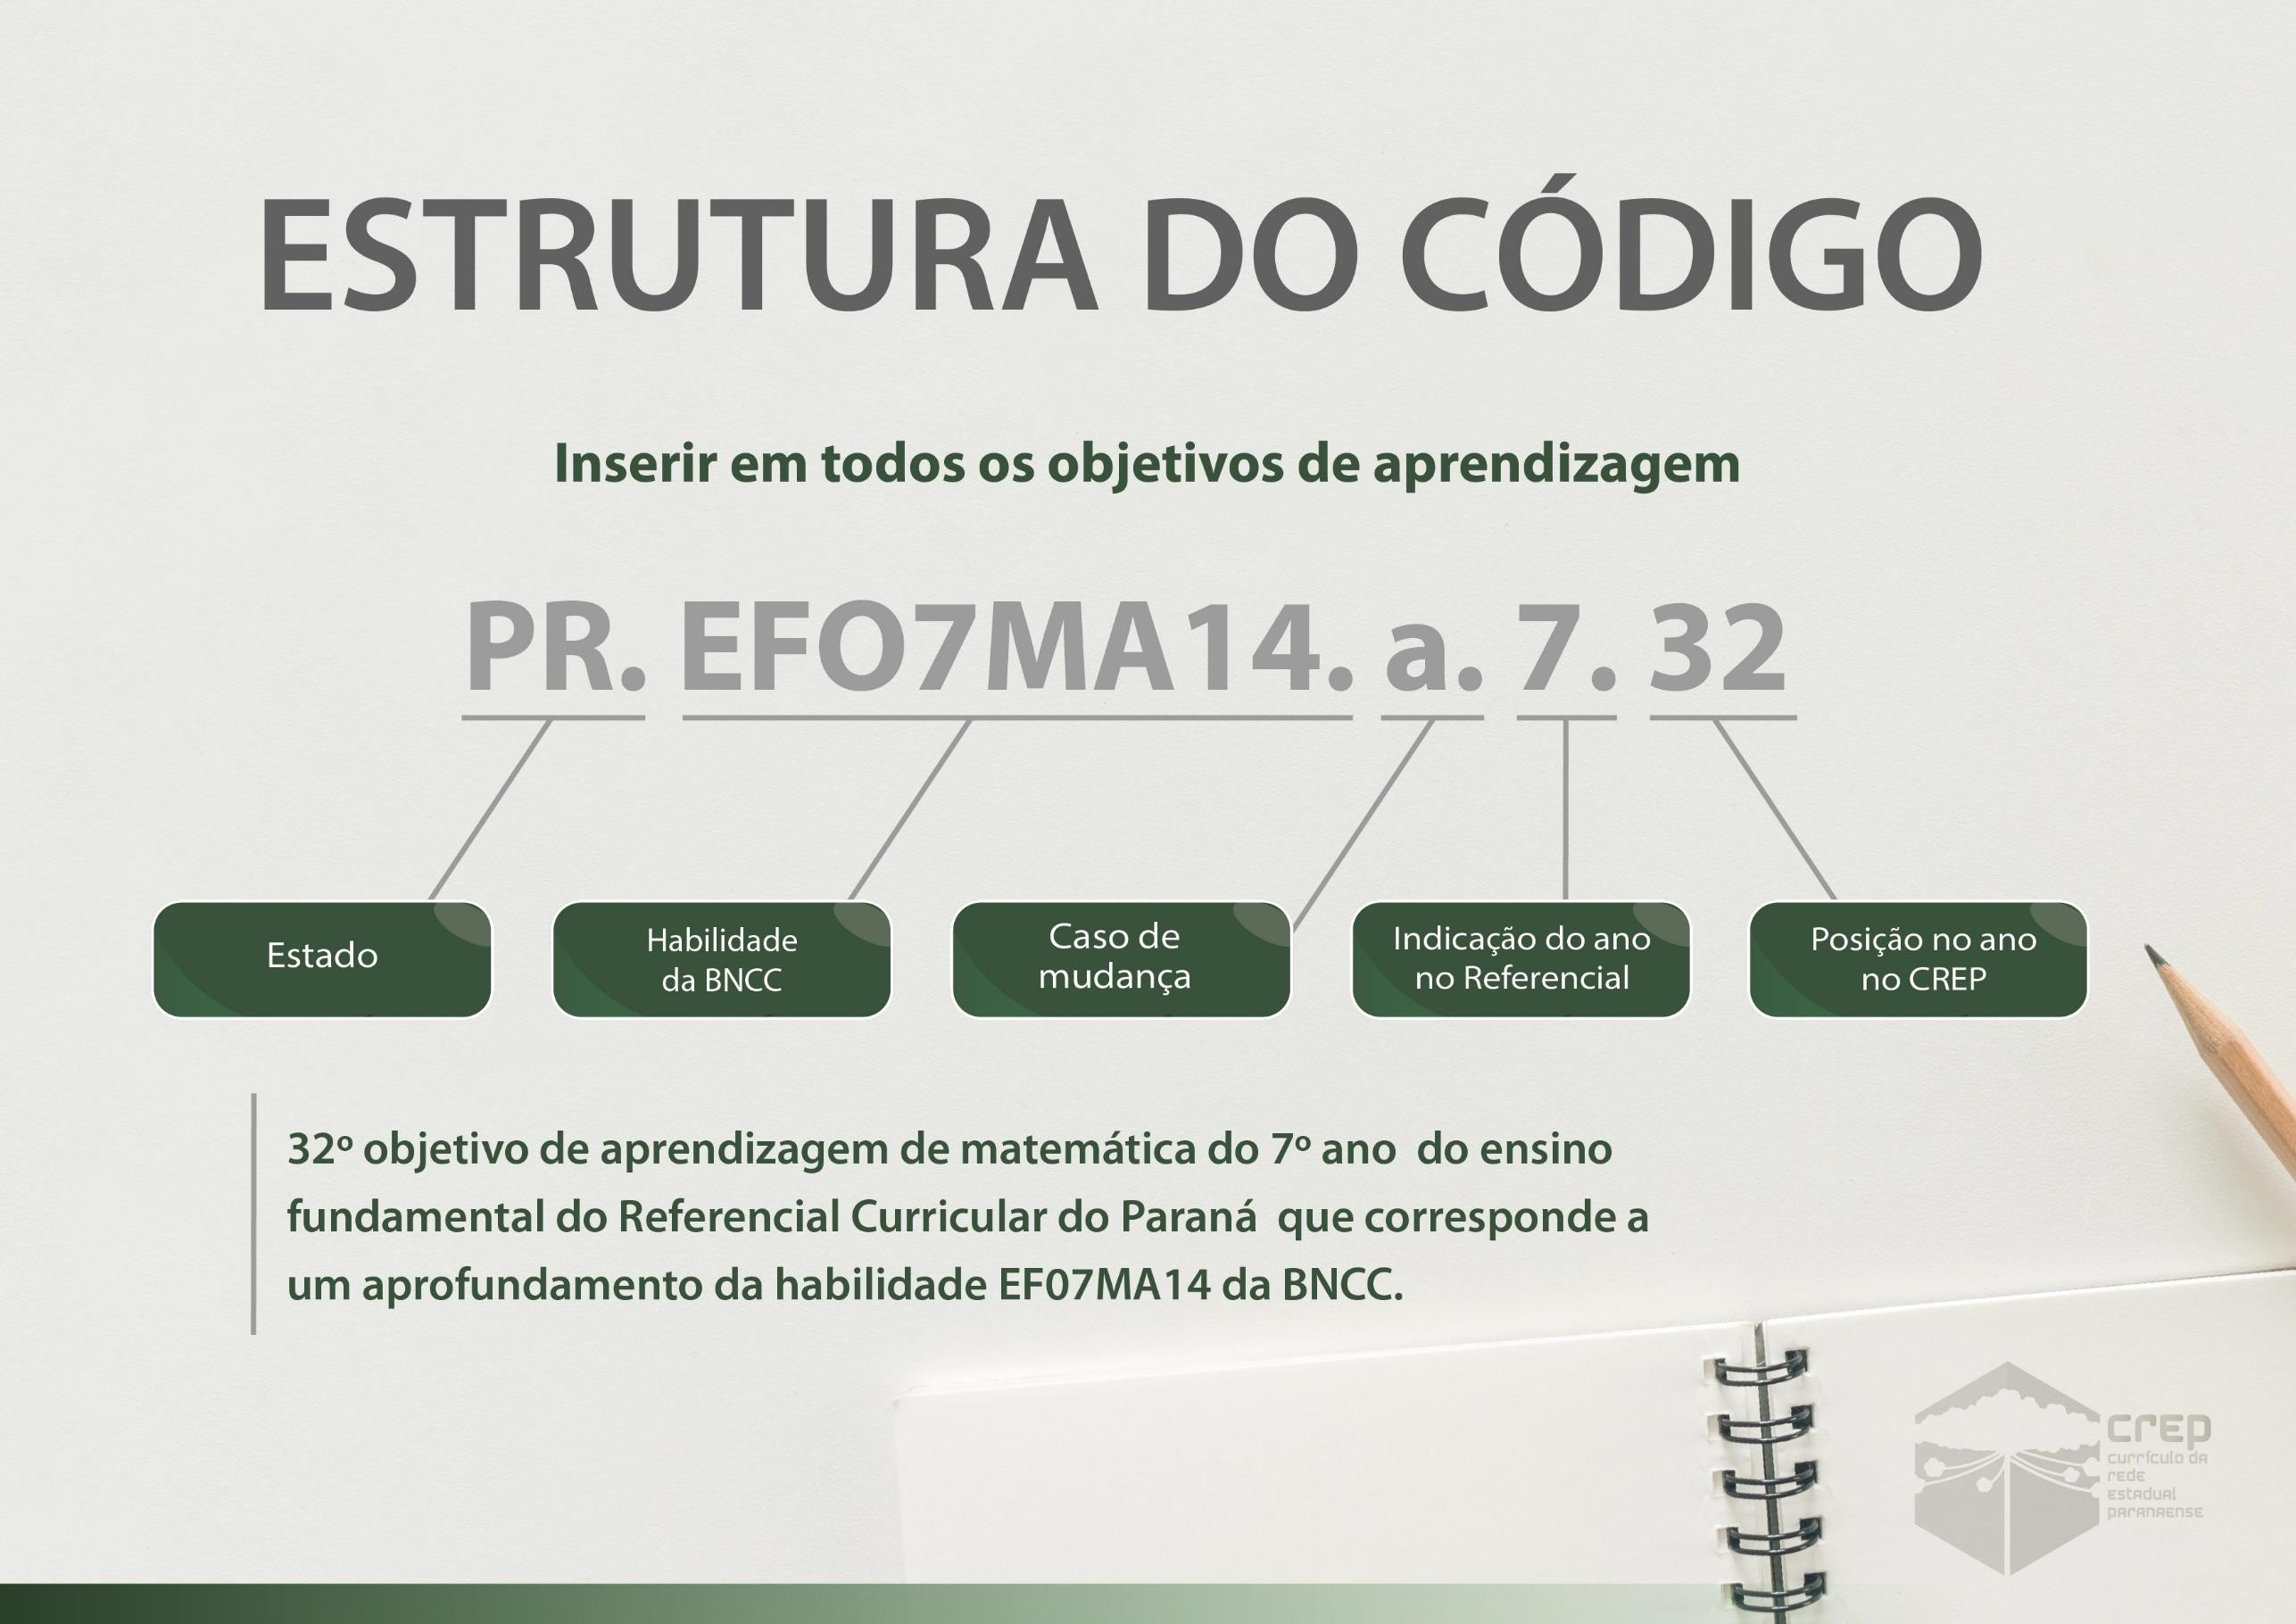 ESTRUTURA DO CÓDIGO
Inserir em todos os objetivos de aprendizagem
PR. EFO7MA14. a. 7. 32
Estado
Habilidade
da BNCC
Caso de
mudança
Indicação do ano
no Referencial
Posição no ano
no CREP
32º objetivo de aprendizagem de matemática do 7º ano do ensino
fundamental do Referencial Curricular do Paraná que corresponde a
um aprofundamento da habilidade EF07MA14 da BNCC.
crep
currículo da
rede
estadual
paranaense